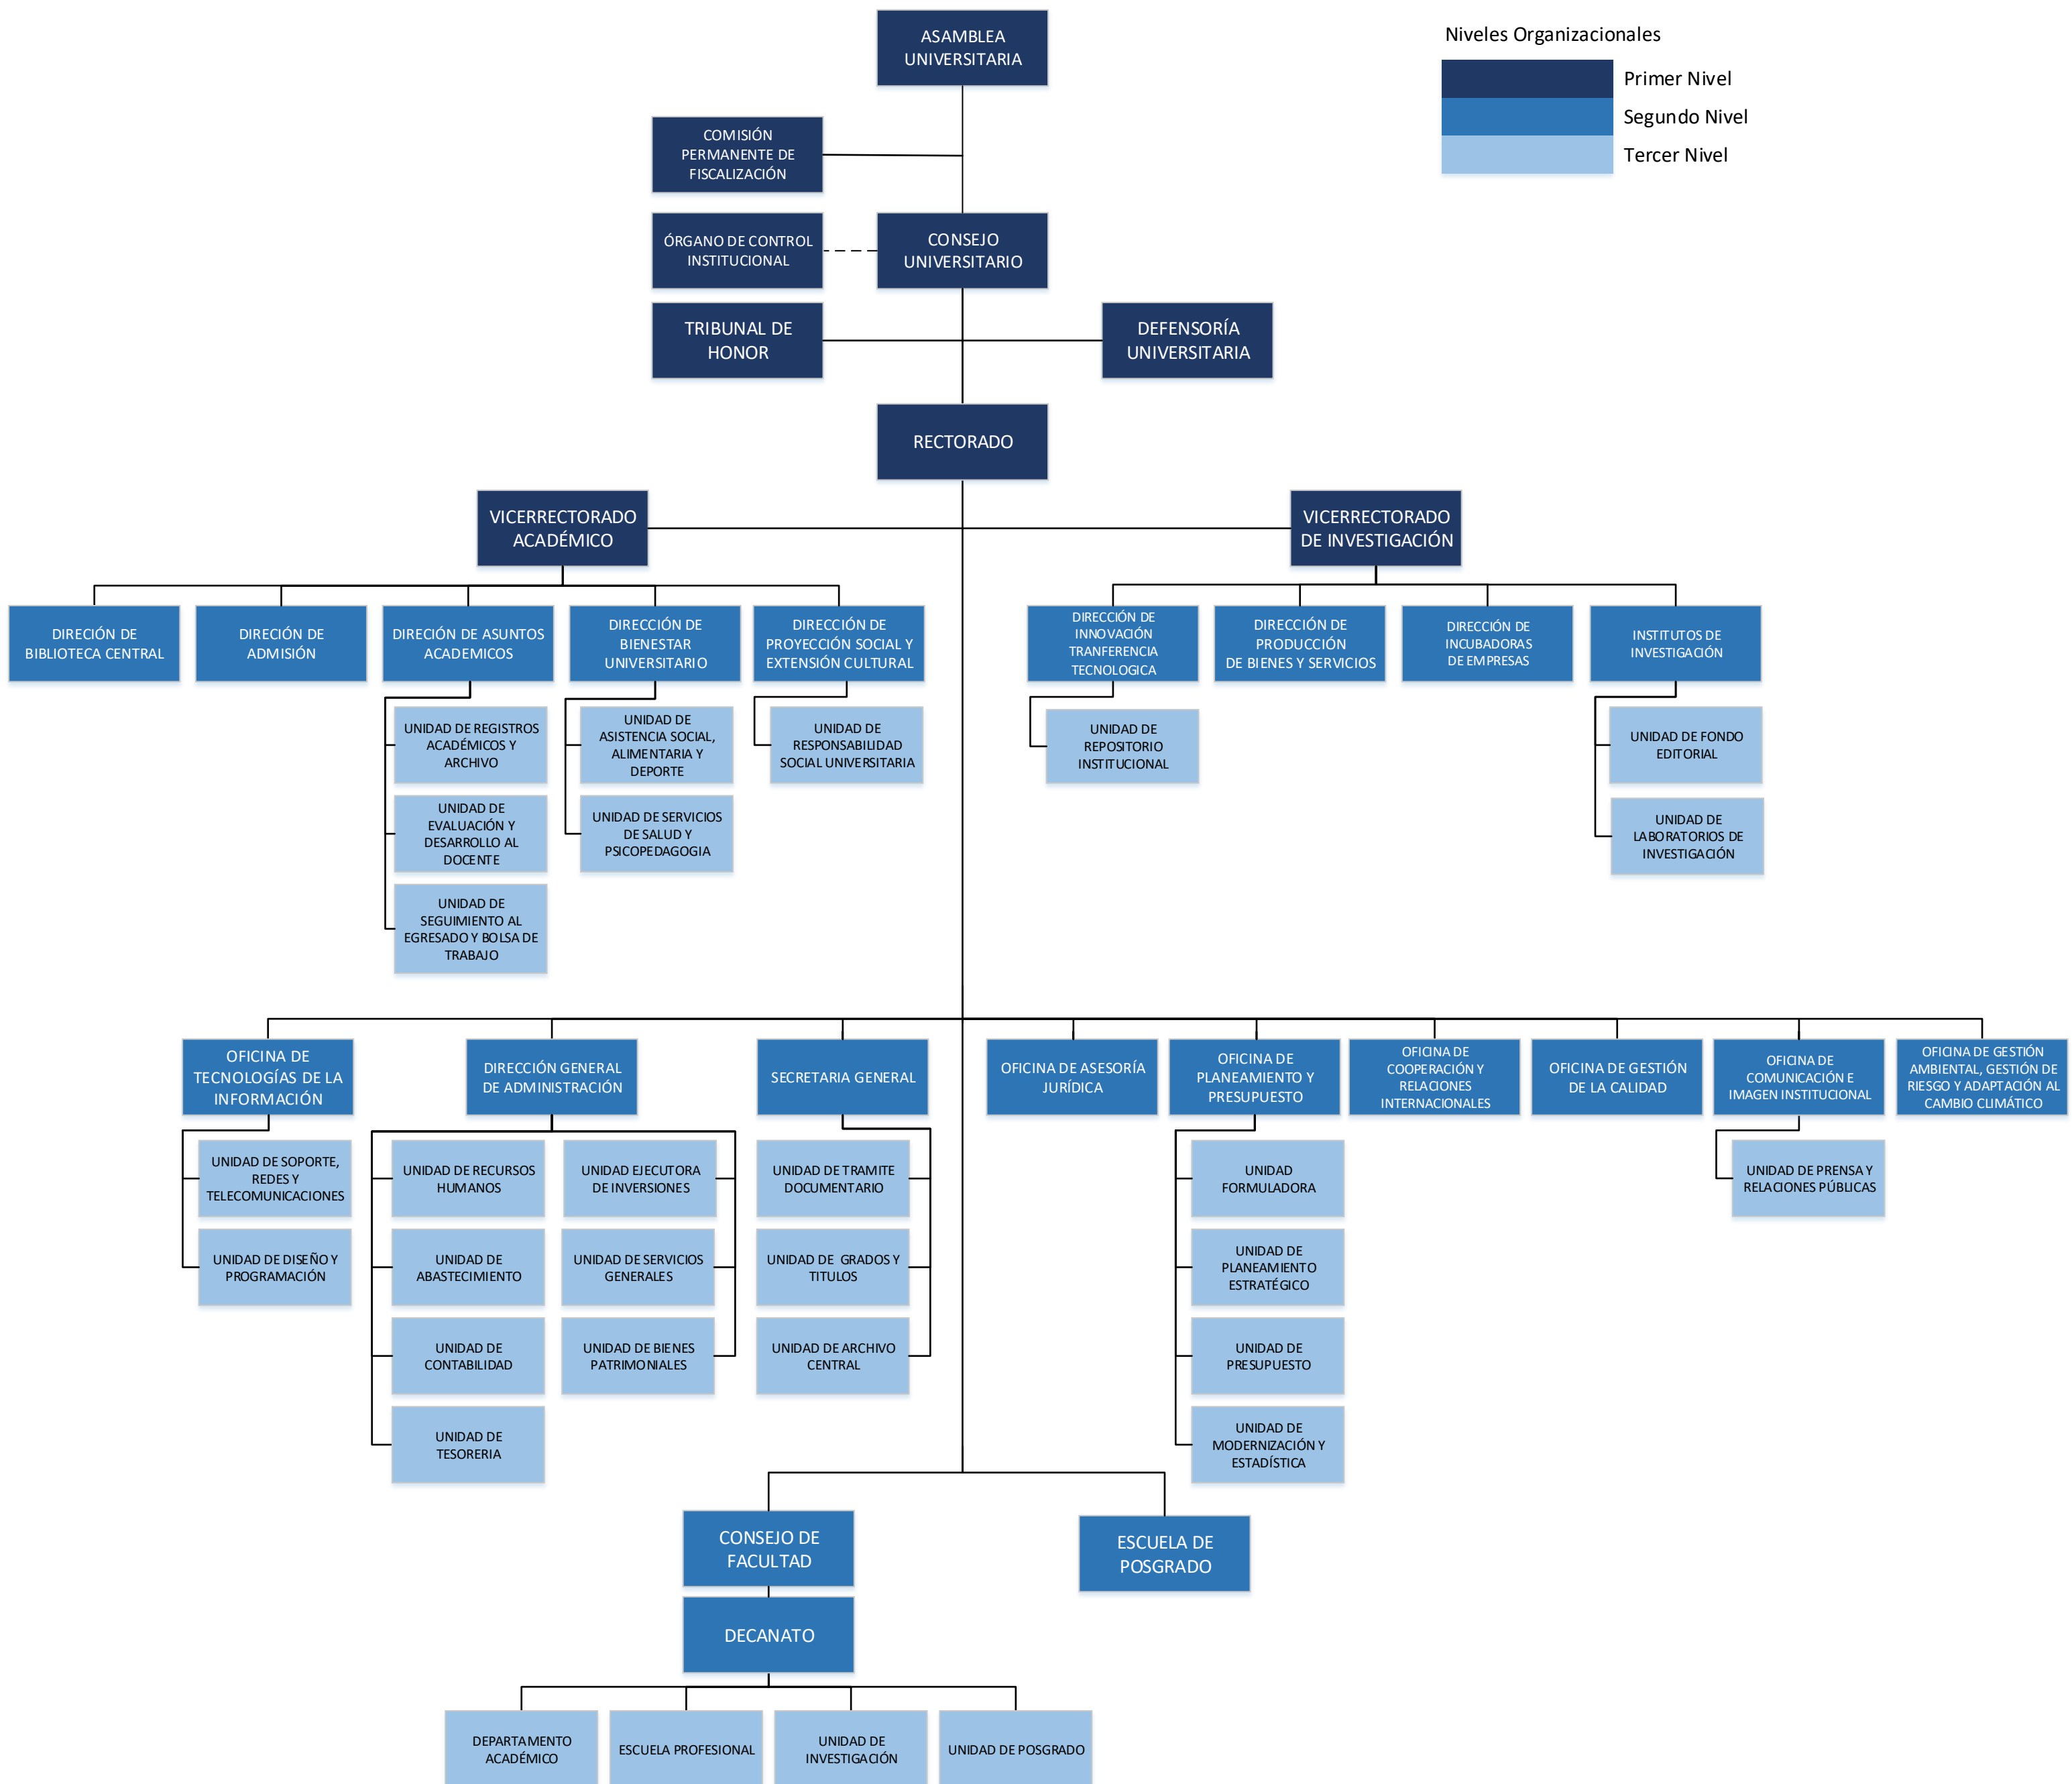 ASAMBLEA
UNIVERSITARIA
Niveles Organizacionales
Primer Nivel
Segundo Nivel
Tercer Nivel
COMISIÓN
PERMANENTE DE
FISCALIZACIÓN
ÓRGANO DE CONTROL
INSTITUCIONAL
CONSEJO
UNIVERSITARIO
TRIBUNAL DE
HONOR
DEFENSORÍA
UNIVERSITARIA
RECTORADO
VICERRECTORADO
ACADÉMICO
VICERRECTORADO
DE INVESTIGACIÓN
DIRECIÓN DE
BIBLIOTECA CENTRAL
DIRECIÓN DE
ADMISIÓN
DIRECIÓN DE ASUNTOS
ACADEMICOS
DIRECCIÓN DE
BIENESTAR
UNIVERSITARIO
DIRECCIÓN DE
PROYECCIÓN SOCIAL Y
EXTENSIÓN CULTURAL
DIRECCIÓN DE
INNOVACIÓN
TRANFERENCIA
TECNOLOGICA
DIRECCIÓN DE
PRODUCCIÓN
DE BIENES Y SERVICIOS
DIRECCIÓN DE
INCUBADORAS
DE EMPRESAS
INSTITUTOS DE
INVESTIGACIÓN
UNIDAD DE REGISTROS
ACADÉMICOS Y
ARCHIVO
UNIDAD DE
EVALUACIÓN Y
DESARROLLO AL
DOCENTE
UNIDAD DE
SEGUIMIENTO AL
EGRESADO Y BOLSA DE
TRABAJO
UNIDAD DE
ASISTENCIA SOCIAL,
ALIMENTARIA Y
DEPORTE
UNIDAD DE SERVICIOS
DE SALUD Y
PSICOPEDAGOGIA
UNIDAD DE
RESPONSABILIDAD
SOCIAL UNIVERSITARIA
UNIDAD DE
REPOSITORIO
INSTITUCIONAL
UNIDAD DE FONDO
EDITORIAL
UNIDAD DE
LABORATORIOS DE
INVESTIGACIÓN
OFICINA DE
TECNOLOGÍAS DE LA
INFORMACIÓN
DIRECCIÓN GENERAL
DE ADMINISTRACIÓN
SECRETARIA GENERAL
OFICINA DE ASESORÍA
JURÍDICA
OFICINA DE
PLANEAMIENTO Y
PRESUPUESTO
OFICINA DE
COOPERACIÓN Y
RELACIONES
INTERNACIONALES
OFICINA DE GESTIÓN
DE LA CALIDAD
OFICINA DE
COMUNICACIÓN E
IMAGEN INSTITUCIONAL
OFICINA DE GESTIÓN
AMBIENTAL, GESTIÓN DE
RIESGO Y ADAPTACIÓN AL
CAMBIO CLIMÁTICO
UNIDAD DE SOPORTE,
REDES Y
TELECOMUNICACIONES
UNIDAD DE DISEÑO Y
PROGRAMACIÓN
UNIDAD DE RECURSOS
HUMANOS
UNIDAD DE
ABASTECIMIENTO
UNIDAD DE
CONTABILIDAD
UNIDAD DE
TESORERIA
UNIDAD EJECUTORA
DE INVERSIONES
UNIDAD DE SERVICIOS
GENERALES
UNIDAD DE BIENES
PATRIMONIALES
UNIDAD DE TRAMITE
DOCUMENTARIO
UNIDAD DE GRADOS Y
TITULOS
UNIDAD DE ARCHIVO
CENTRAL
UNIDAD
FORMULADORA
UNIDAD DE
PLANEAMIENTO
ESTRATÉGICO
UNIDAD DE
PRESUPUESTO
UNIDAD DE
MODERNIZACIÓN Y
ESTADÍSTICA
UNIDAD DE PRENSA Y
RELACIONES PÚBLICAS
CONSEJO DE
FACULTAD
ESCUELA DE
POSGRADO
DECANATO
DEPARTAMENTO
ACADÉMICO
ESCUELA PROFESIONAL
UNIDAD DE
INVESTIGACIÓN
UNIDAD DE POSGRADO